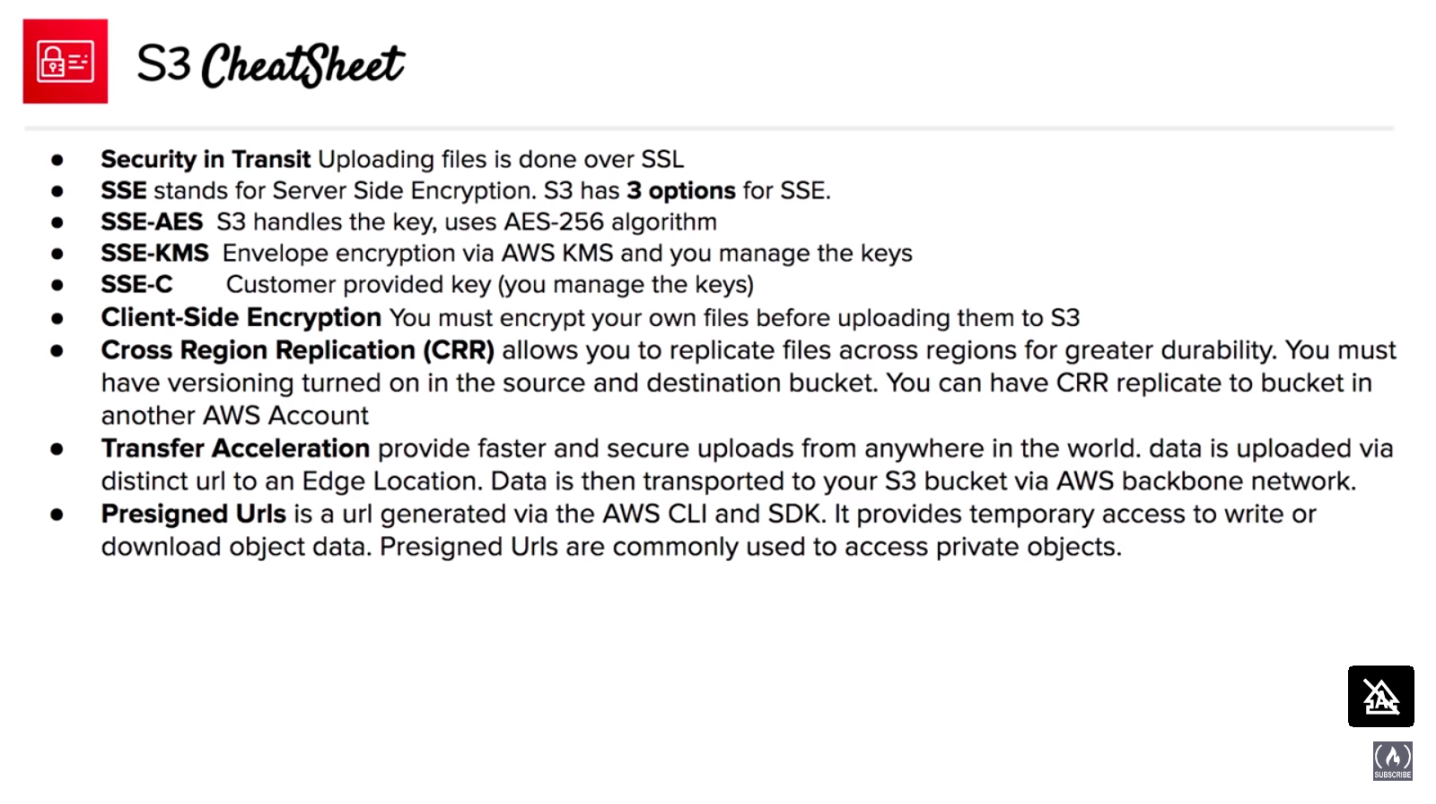 S3 CheatSheet
● Security in Transit Uploading files is done over SSL
● SSE stands for Server Side Encryption. S3 has 3 options for SSE.
● SSE-AES S3 handles the key, uses AES-256 algorithm
● SSE-KMS Envelope encryption via AWS KMS and you manage the keys
● SSE-C Customer provided key (you manage the keys)
● Client-Side Encryption You must encrypt your own files before uploading them to S3
● Cross Region Replication (CRR) allows you to replicate files across regions for greater durability. You must
have versioning turned on in the source and destination bucket. You can have CRR replicate to bucket in
another AWS Account
● Transfer Acceleration provide faster and secure uploads from anywhere in the world. data is uploaded via
distinct url to an Edge Location. Data is then transported to your S3 bucket via AWS backbone network.
● Presigned Urls is a url generated via the AWS CLI and SDK. It provides temporary access to write or
download object data. Presigned Urls are commonly used to access private objects.
SUBSCRIBE